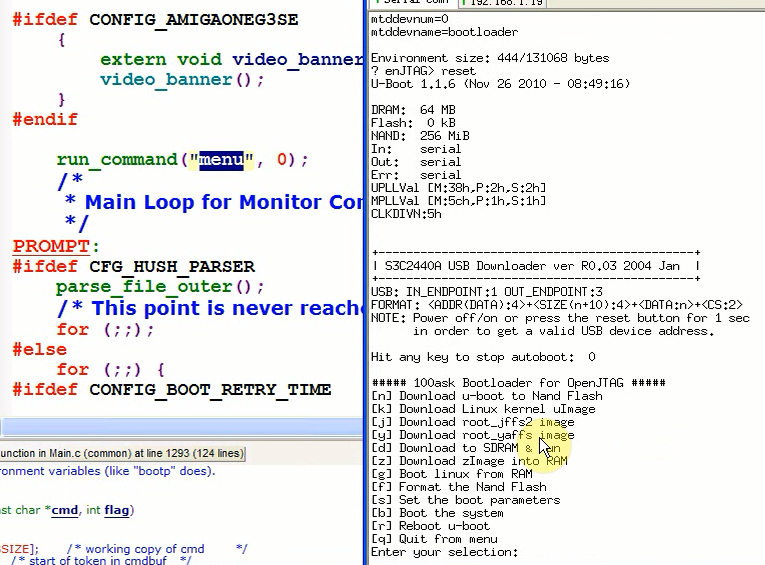 #ifdef CONFIG_AMIGAONEG3SE
{
extern void video_banner
video_banner();
}
#endif
run_command("menu", 0);
/*
* Main Loop for Monitor Co
*/
PROMPT:
#ifdef CFG_HUSH_PARSER
parse_file_outer();
/* This point is never reach
for (;;);
#else
for (;;) {
#ifdef CONFIG_BOOT_RETRY_TIME
unction in Main.c (common) at line 1293 (124 lines)
ronment variables (like "bootp" does).
st char *cmd, int flag)
SIZE]; /* working copy of cmd */
/* start of token in cmdbuf */
192.168.1.19
mtddevnum=0
mtddevname=bootloader
Environment size: 444/131068 bytes
? enJTAG> reset
U-Boot 1.1.6 (Nov 26 2010 - 08:49:16)
DRAM: 64 MB
Flash: 0 kB
NAND: 256 MiB
In: serial
Out: serial
Err: serial
UPLLVal [M:38h,P:2h,S:2h]
MPLLVal [M:5ch,P:1h,S:1h]
CLKDIVN:5h
+---------------------------------------------+
| S3C2440A USB Downloader ver R0.03 2004 Jan |
+---------------------------------------------+
USB: IN_ENDPOINT:1 OUT_ENDPOINT:3
FORMAT: <ADDR(DATA):4>+<SIZE(n+10):4>+<DATA:n>+<CS:2>
NOTE: Power off/on or press the reset button for 1 sec
in order to get a valid USB device address.
Hit any key to stop autoboot: 0
##### 100ask Bootloader for OpenJTAG #####
[n] Download u-boot to Nand Flash
[k] Download Linux kernel uImage
[j] Download root_jffs2 image
[y] Download root_yaffs image
[d] Download to SDRAM & Run
[z] Download zImage into RAM
[g] Boot linux from RAM
[f] Format the Nand Flash
[s] Set the boot parameters
[b] Boot the system
[r] Reboot u-boot
[q] Quit from menu
Enter your selection: